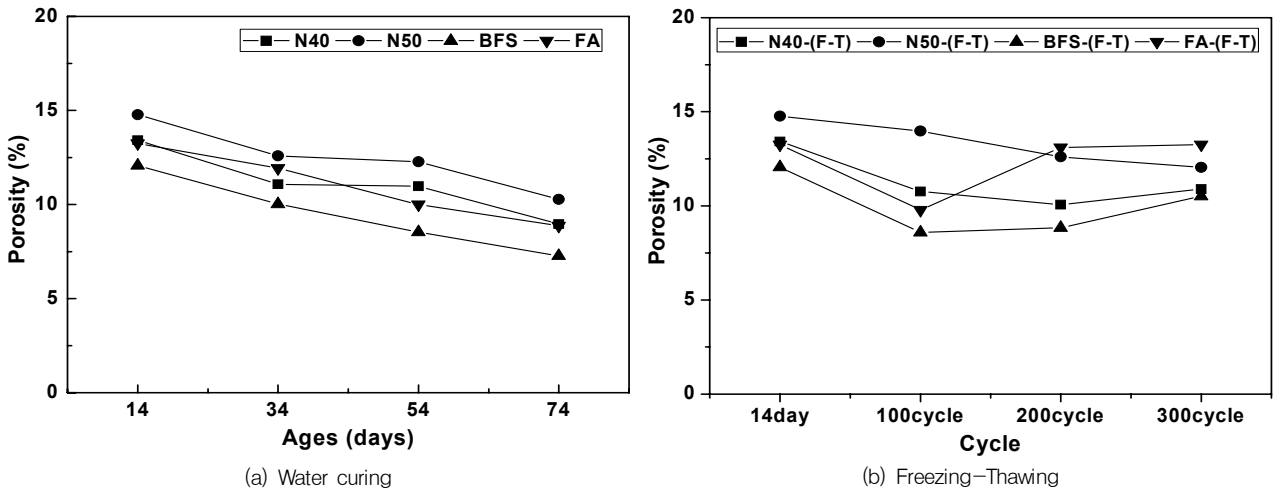 20
15
10
5
0
Porosity (%)
N40 N50 BFS FA
14 34 54 74
Ages (days)
(a) Water curing
20
15
10
5
0
Porosity (%)
N40-(F-T) N50-(F-T) BFS-(F-T) FA-(F-T)
14day 100cycle 200cycle 300cycle
Cycle
(b) Freezing-Thawing